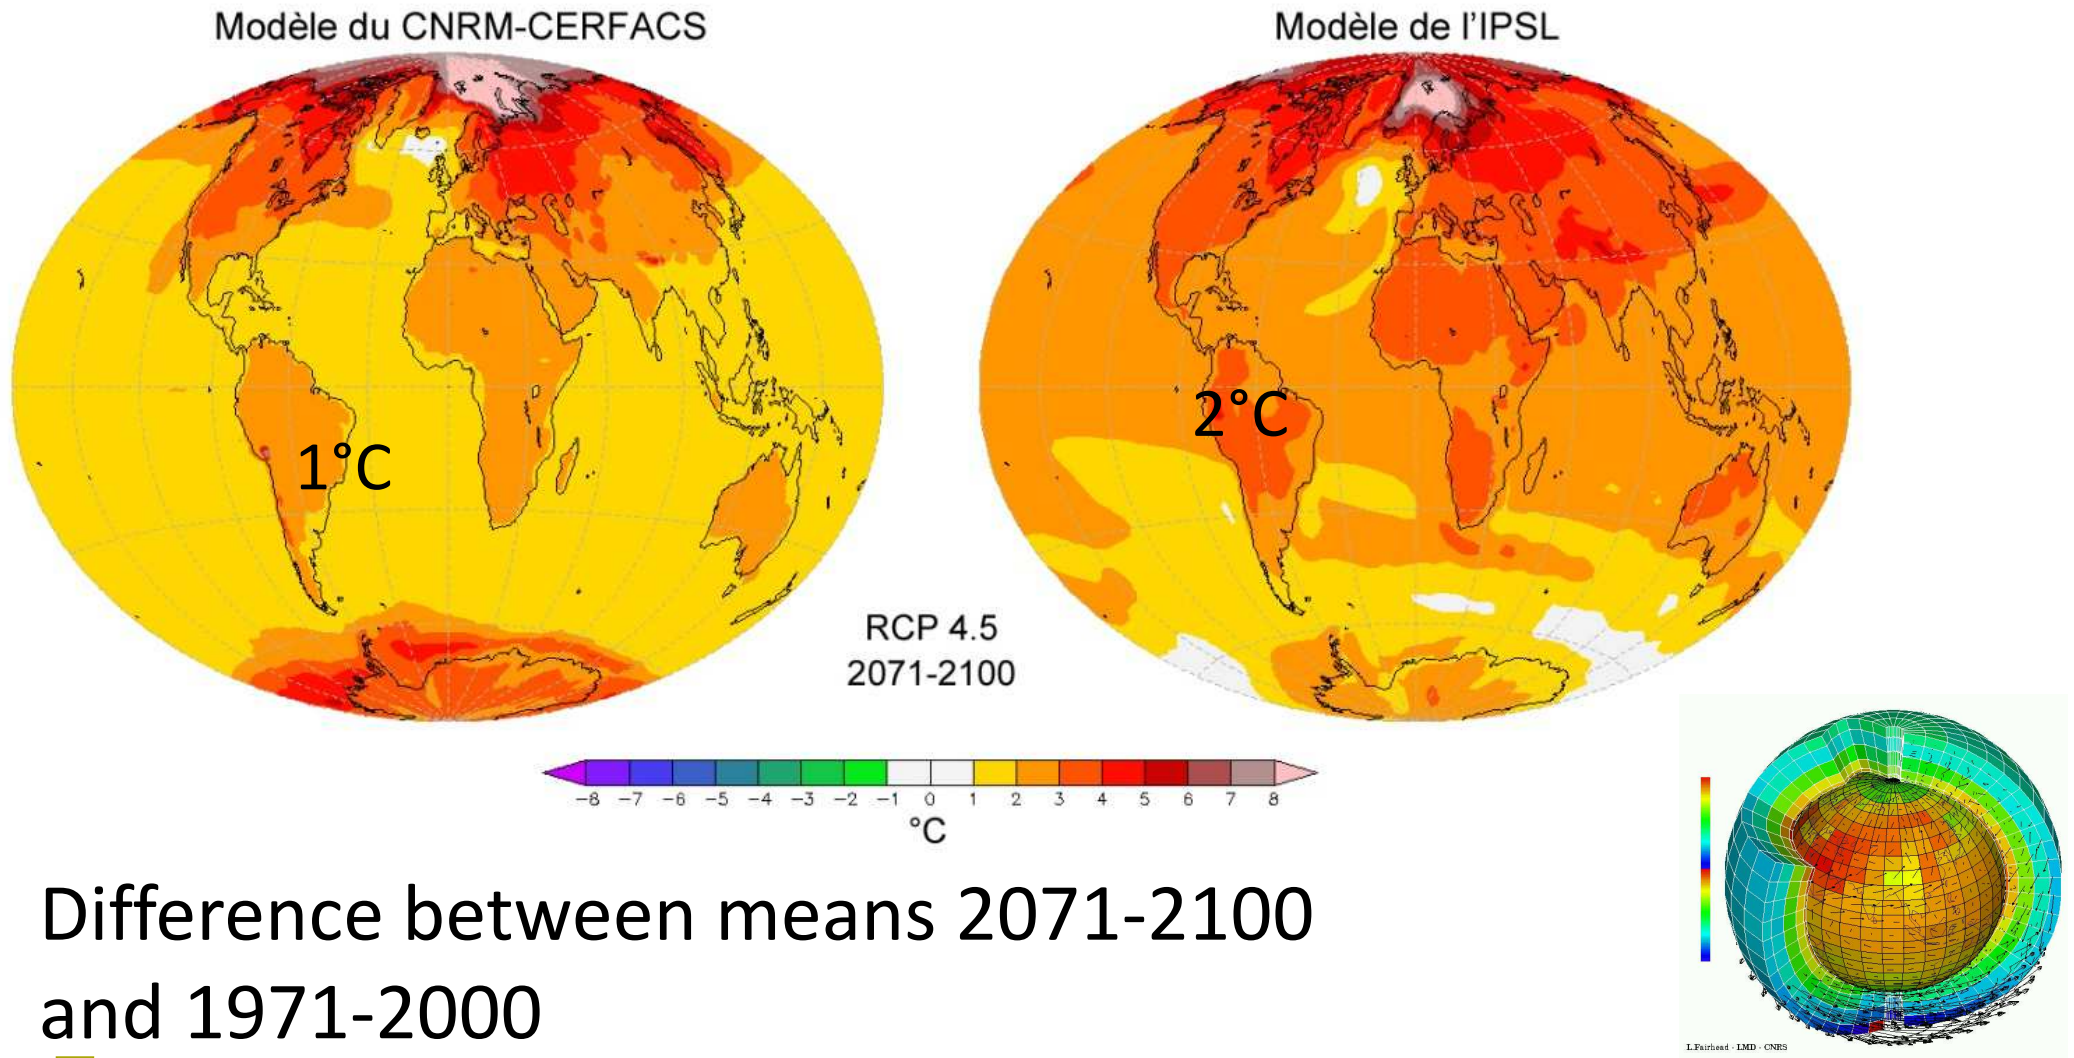 Modèle du CNRM-CERFACS
Modèle de l'IPSL
1°C
2°C
RCP 4.5
2071-2100
−8 −7 −6 −5 −4 −3 −2 −1 0 1 2 3 4 5 6 7 8
°C
Difference between means 2071-2100
and 1971-2000
L.Fairhead - LMD - CNRS